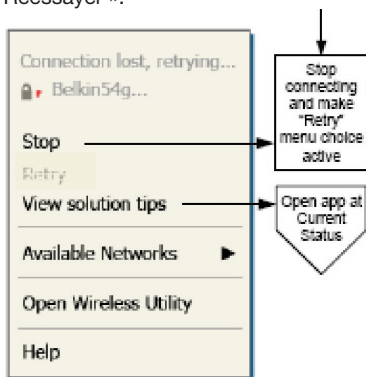 Réessayer ».
Connection lost, retrying...
Belkin54g...
Stop
Retry
View solution tips
Available Networks
Open Wireless Utility
Help
Stop
connecting
and make
"Retry"
menu choice
active
Open app at
Current
Status